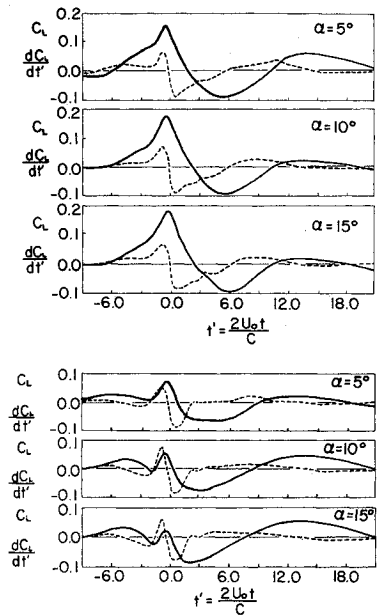 0.2
C_L
0.1
dC_L/dt'
0.0
-0.1
α=5°
0.2
C_L
0.1
dC_L/dt'
0.0
-0.1
α=10°
0.2
C_L
0.1
dC_L/dt'
0.0
-0.1
α=15°
-6.0 0.0 6.0 12.0 18.0
t' = 2U₀t/C
C_L
0.1
dC_L/dt'
0.0
-0.1
α=5°
C_L
0.1
dC_L/dt'
0.0
-0.1
α=10°
C_L
0.1
dC_L/dt'
0.0
-0.1
α=15°
-6.0 0.0 6.0 12.0 18.0
t' = 2U₀t/C